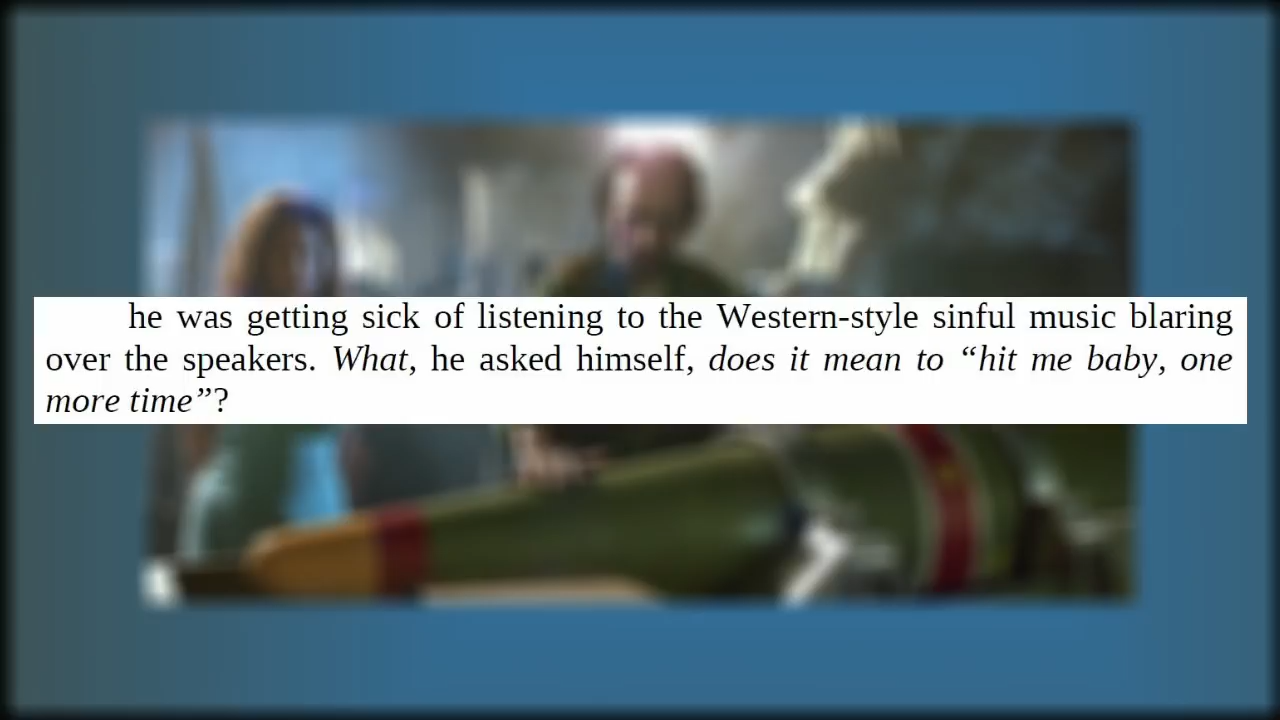 he was getting sick of listening to the Western-style sinful music blaring
over the speakers. What, he asked himself, does it mean to “hit me baby, one
more time”?